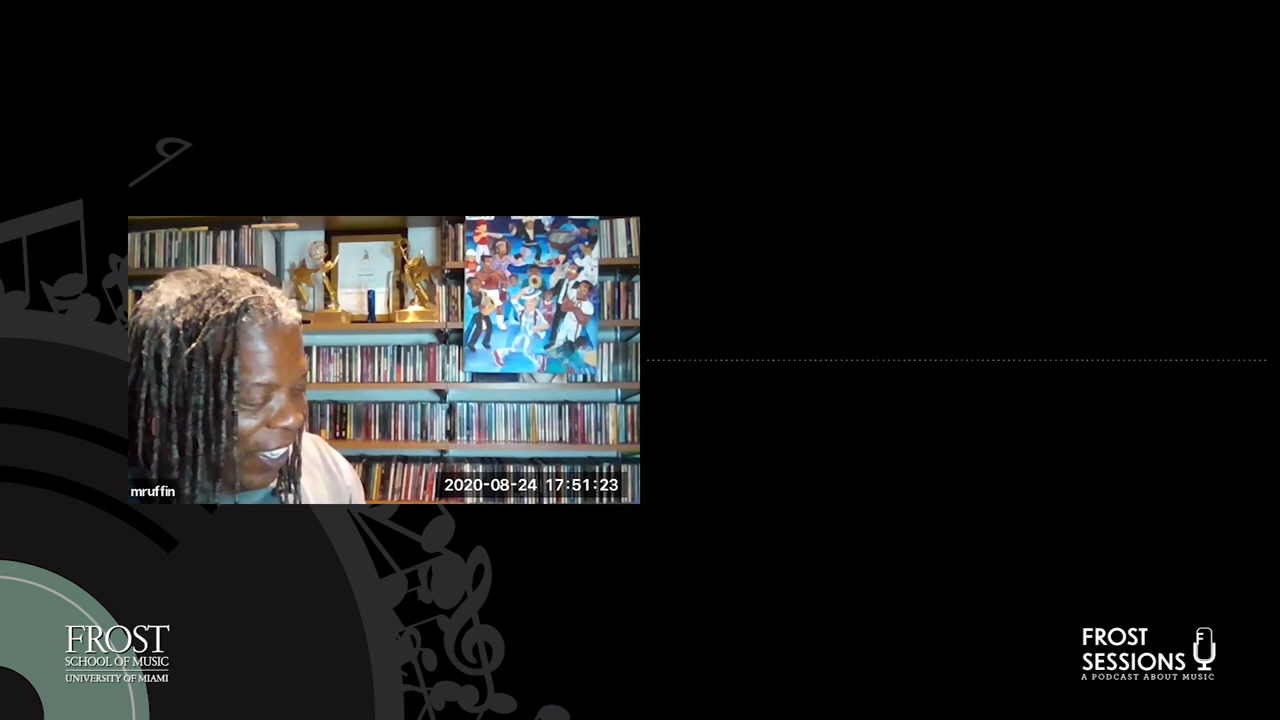 mruffin
2020-08-24 17:51:23
FROST
SCHOOL OF MUSIC
UNIVERSITY OF MIAMI
FROST
SESSIONS
A PODCAST ABOUT MUSIC